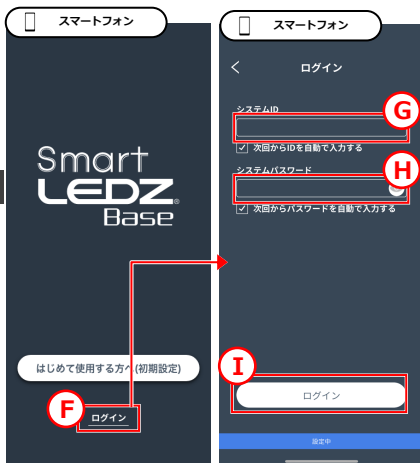 スマートフォン
Smart
LEDZ
Base
はじめて使用する方へ(初期設定)
F
ログイン
スマートフォン
ログイン
システムID
G
次回からIDを自動で入力する
システムパスワード
H
次回からパスワードを自動で入力する
I
ログイン
設定中